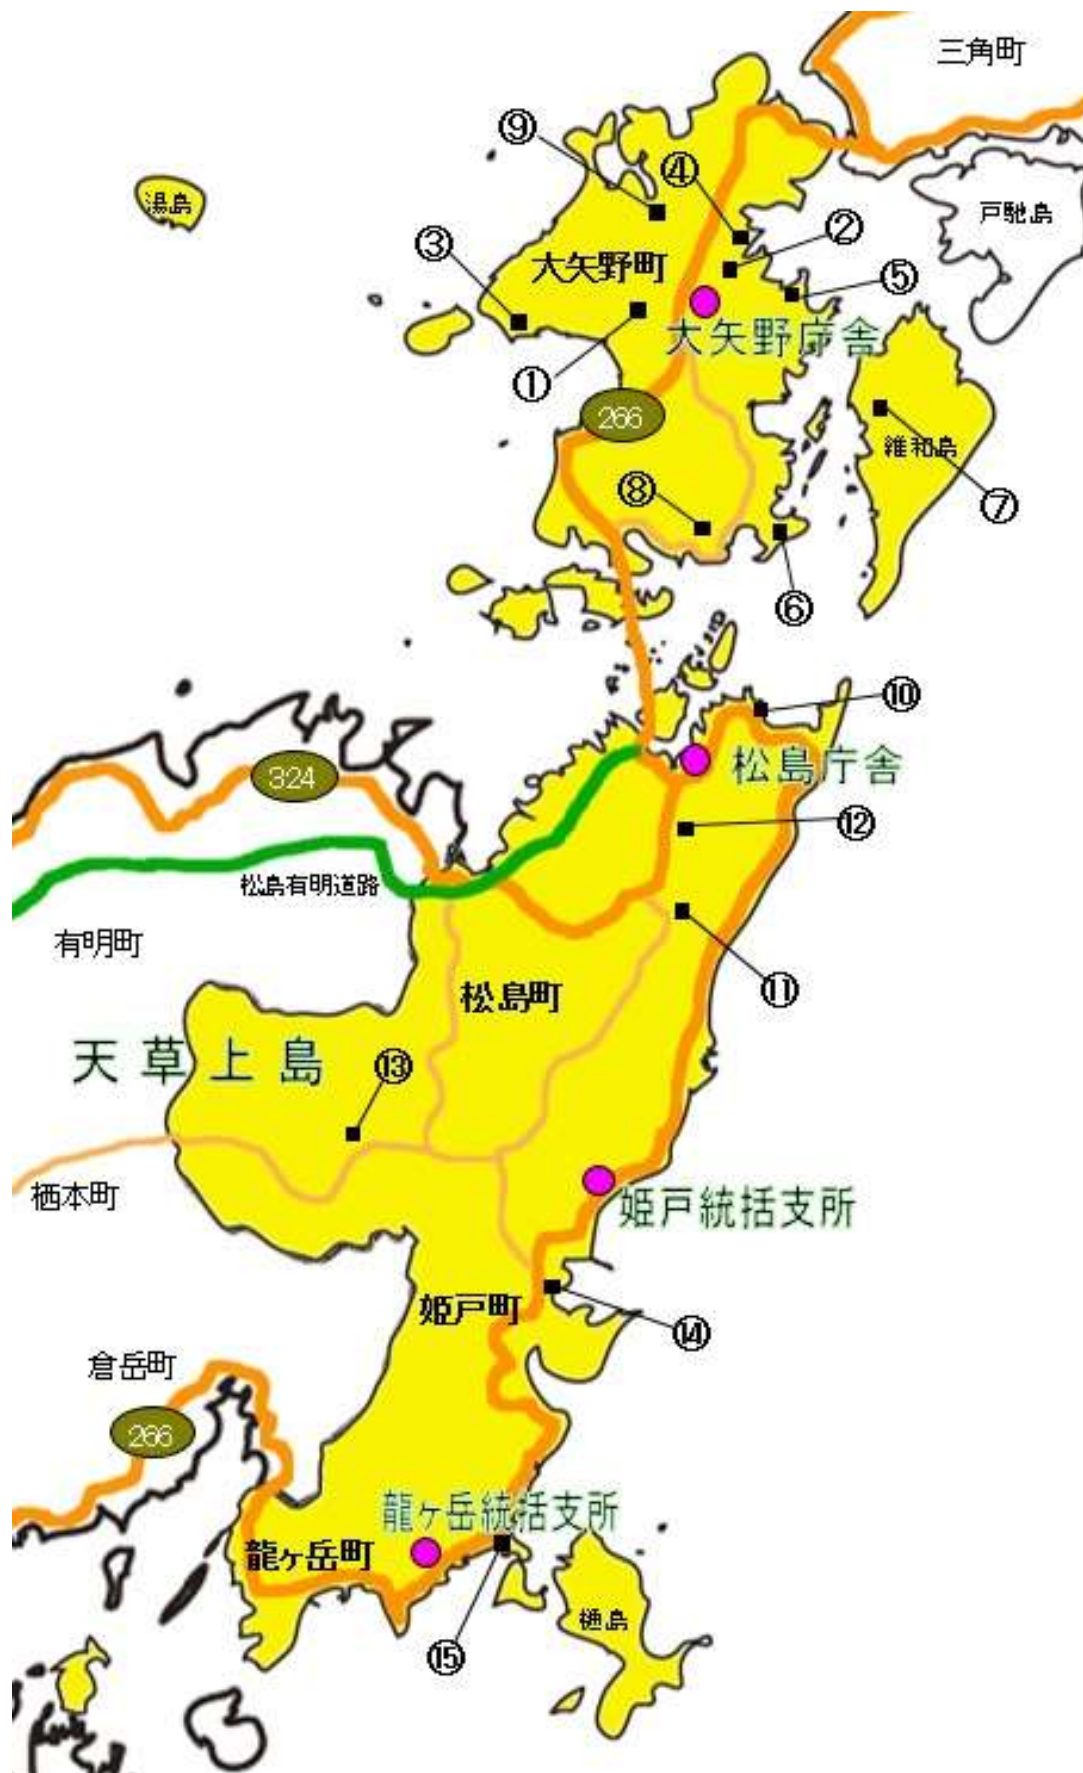 三角町
⑨
④
湯島
戸馳島
②
③
大矢野町
⑤
大矢野庁舎
①
266
維和島
⑧
⑦
⑥
⑩
松島庁舎
324
⑫
松島有明道路
有明町
⑪
松島町
天草上島
⑬
栖本町
姫戸統括支所
姫戸町
⑭
倉岳町
266
龍ヶ岳統括支所
龍ヶ岳町
樋島
⑮